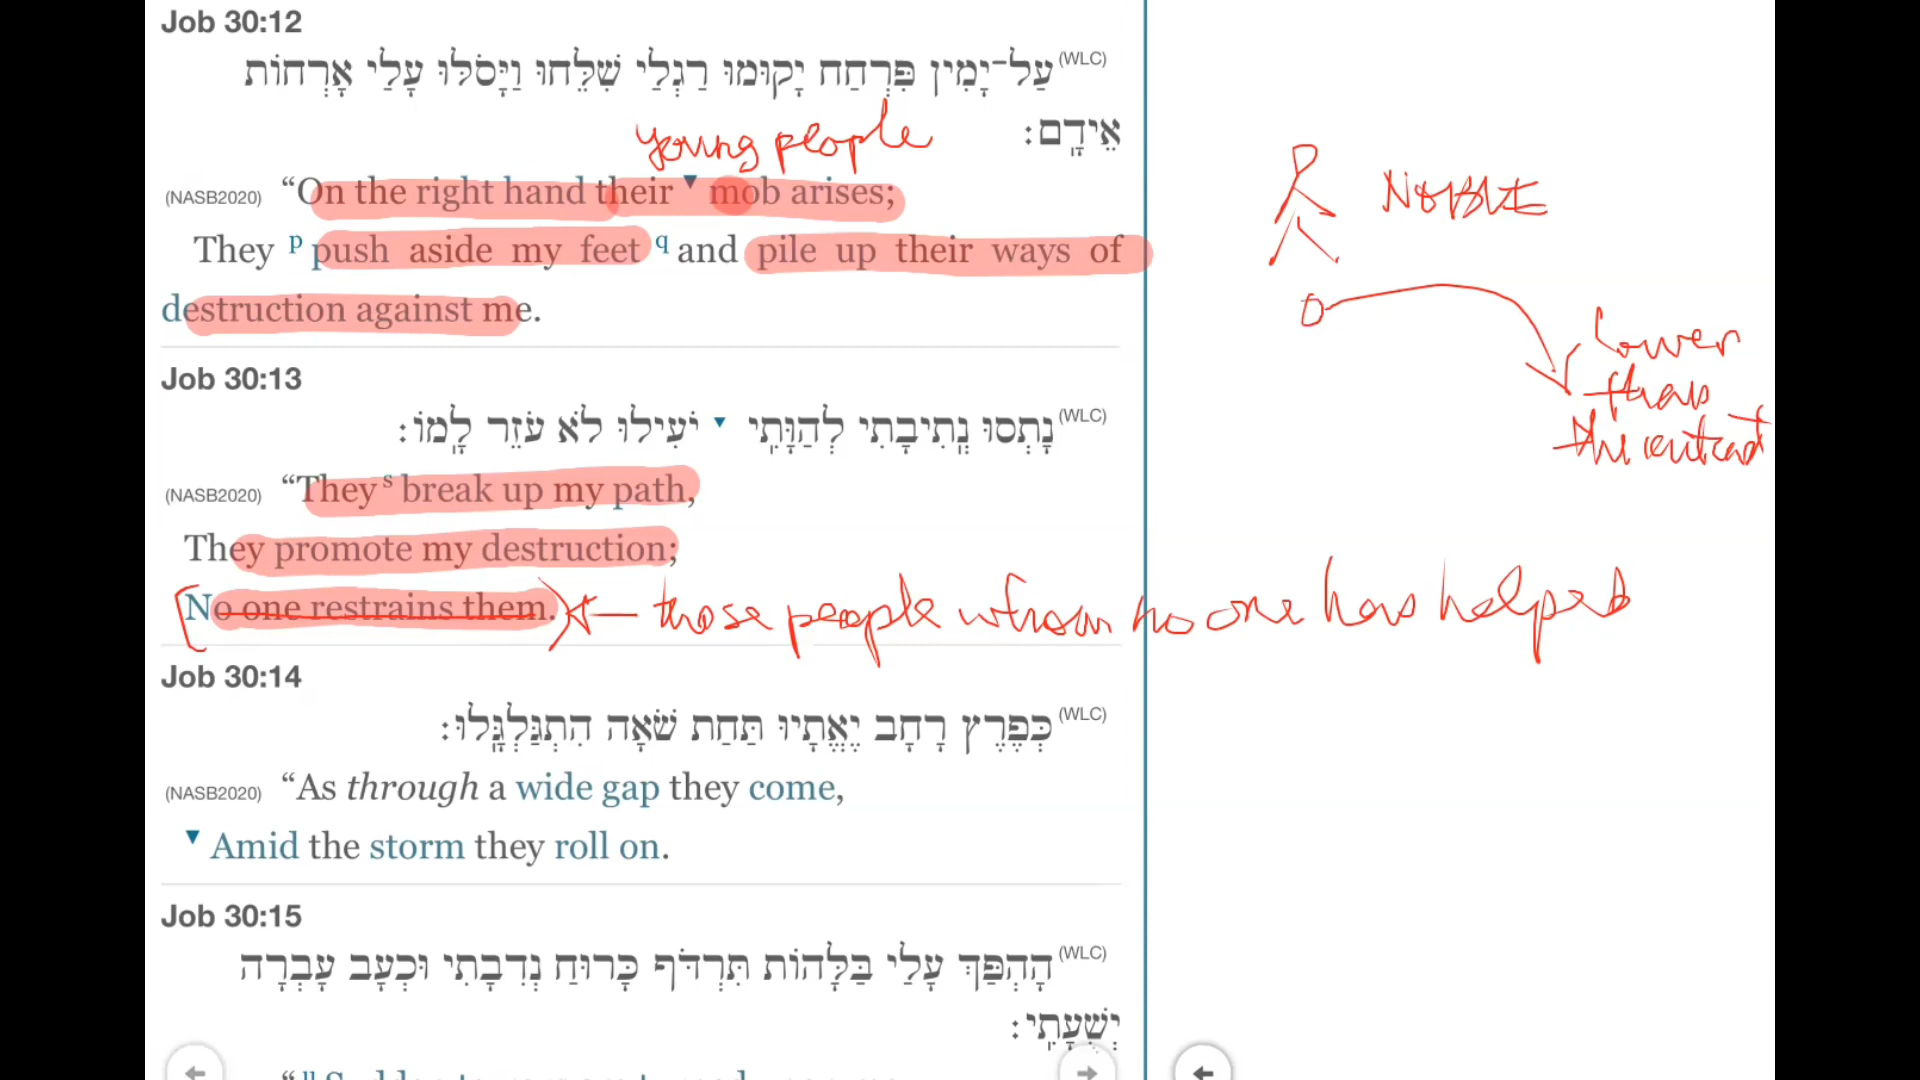 Job 30:12
עַל־יָמִין פִּרְחַח יָקוּמוּ רַגְלַי שִׁלֵּחוּ וַיָּסֹלּוּ עָלַי אָרְחוֹת (WLC)
אֵידָֽם׃
young people
(NASB2020) “On the right hand their ▼ mob arises;
They p push aside my feet q and pile up their ways of
destruction against me.
Job 30:13
נָתְסוּ נְֽתִיבָתִי לְהַוָּתִֽי ▼ יֹעִילוּ לֹא עֹזֵר לָֽמוֹ׃ (WLC)
(NASB2020) “They s break up my path,
They promote my destruction;
No one restrains them.
those people whom no one has helped
Job 30:14
כְּפֶרֶץ רָחָב יֶאֱתָיוּ תַּחַת שֹׁאָה הִתְגַּלְגָּֽלוּ׃ (WLC)
(NASB2020) “As through a wide gap they come,
▼ Amid the storm they roll on.
Job 30:15
הָהְפַּךְ עָלַי בַּלָּהוֹת תִּרְדֹּף כָּרוּחַ נְדִבָתִי וּכְעָב עָבְרָה (WLC)
יְשֻׁעָתִֽי׃
NOBLE
Lower
than
the